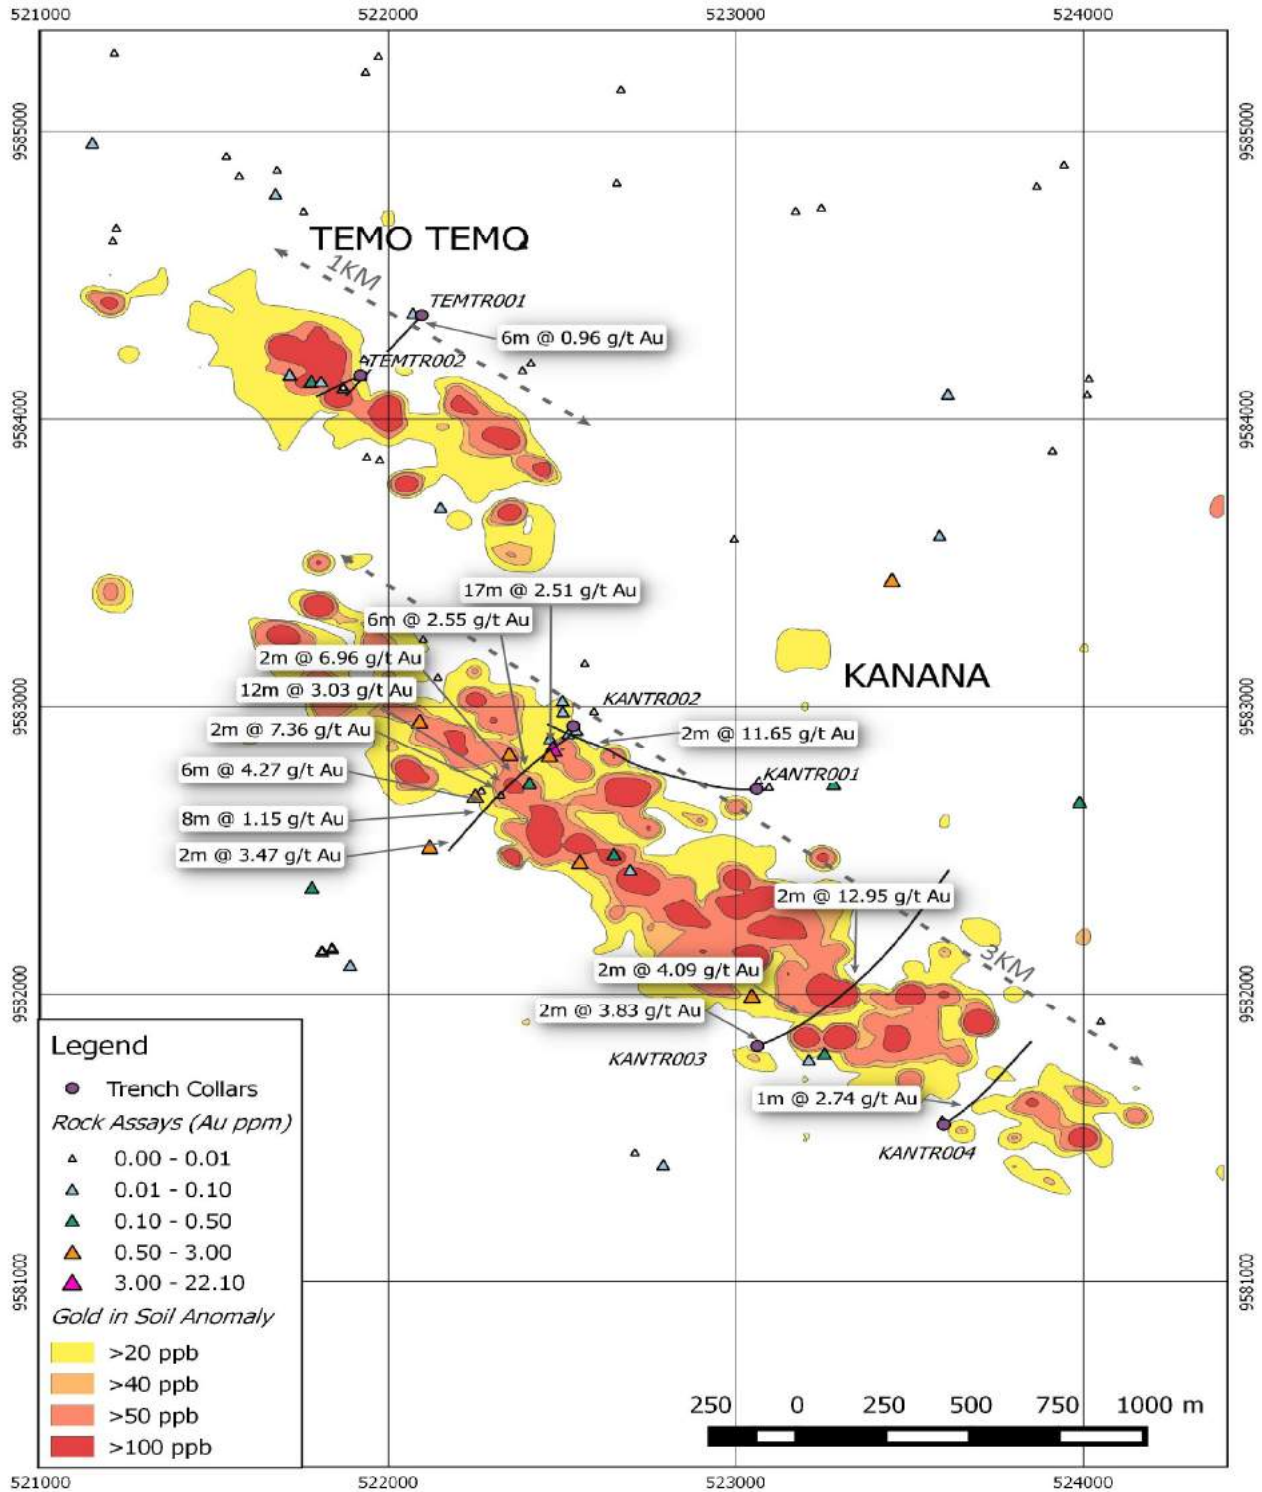 521000
522000
523000
524000
9585000
9585000
TEMO TEMO
1KM
TEMTR001
6m @ 0.96 g/t Au
TEMTR002
9584000
9584000
17m @ 2.51 g/t Au
6m @ 2.55 g/t Au
2m @ 6.96 g/t Au
KANANA
12m @ 3.03 g/t Au
KANTR002
9583000
9583000
2m @ 7.36 g/t Au
2m @ 11.65 g/t Au
6m @ 4.27 g/t Au
KANTR001
8m @ 1.15 g/t Au
2m @ 3.47 g/t Au
2m @ 12.95 g/t Au
3KM
2m @ 4.09 g/t Au
9582000
9582000
2m @ 3.83 g/t Au
KANTR003
1m @ 2.74 g/t Au
KANTR004
Legend
Trench Collars
Rock Assays (Au ppm)
0.00 - 0.01
0.01 - 0.10
0.10 - 0.50
0.50 - 3.00
3.00 - 22.10
9581000
9581000
Gold in Soil Anomaly
>20 ppb
>40 ppb
>50 ppb
>100 ppb
250 0 250 500 750 1000 m
521000
522000
523000
524000